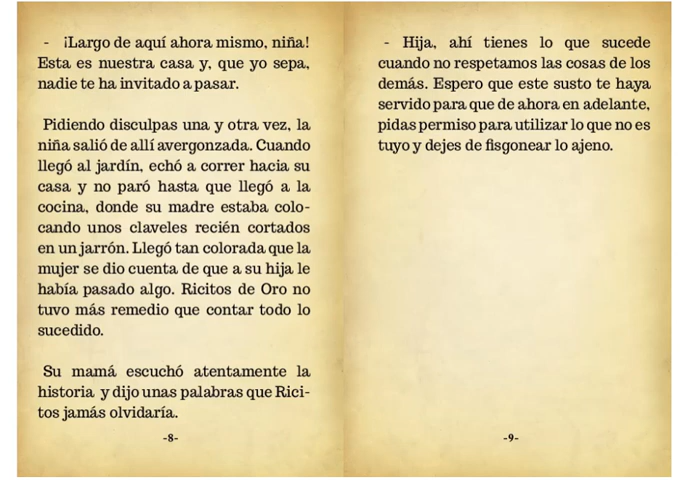 - ¡Largo de aquí ahora mismo, niña!
Esta es nuestra casa y, que yo sepa,
nadie te ha invitado a pasar.
Pidiendo disculpas una y otra vez, la
niña salió de allí avergonzada. Cuando
llegó al jardín, echó a correr hacia su
casa y no paró hasta que llegó a la
cocina, donde su madre estaba colo-
cando unos claveles recién cortados
en un jarrón. Llegó tan colorada que la
mujer se dio cuenta de que a su hija le
había pasado algo. Ricitos de Oro no
tuvo más remedio que contar todo lo
sucedido.
Su mamá escuchó atentamente la
historia y dijo unas palabras que Rici-
tos jamás olvidaría.
-8-
- Hija, ahí tienes lo que sucede
cuando no respetamos las cosas de los
demás. Espero que este susto te haya
servido para que de ahora en adelante,
pidas permiso para utilizar lo que no es
tuyo y dejes de fisgonear lo ajeno.
-9-